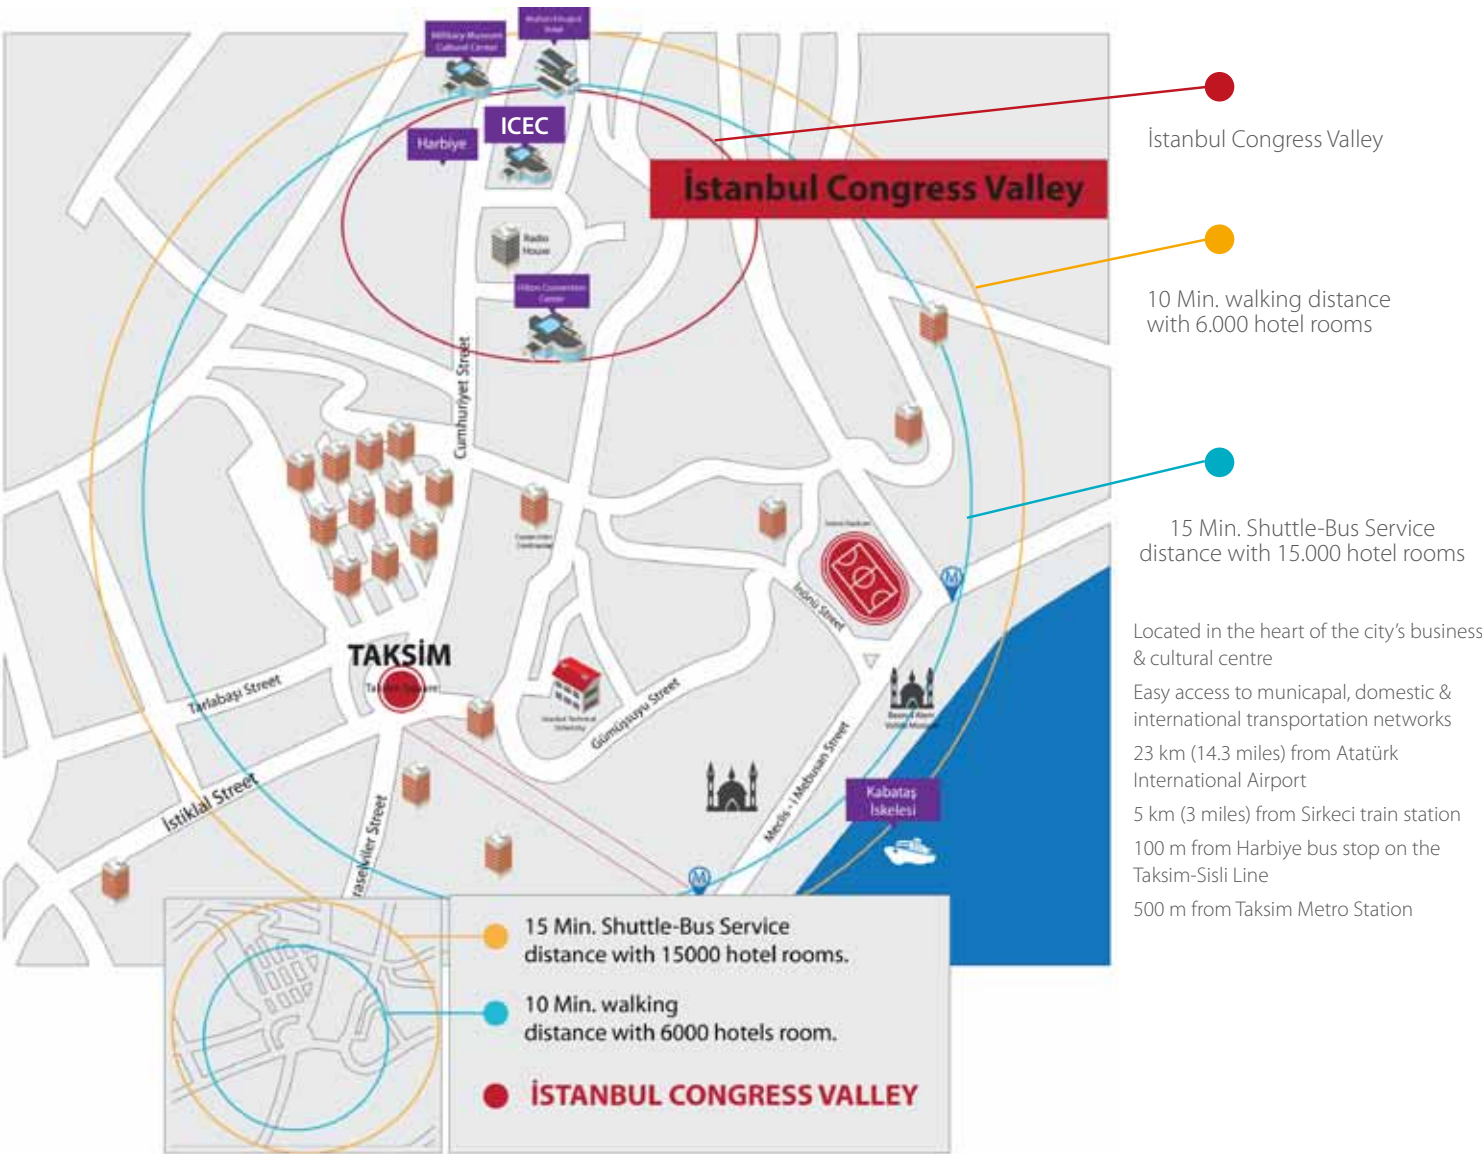 Military Museum
Cultural Center
ICEC
Harbiye
İstanbul Congress Valley
Radio
House
Hilton Convention
Center
Cumhuriyet Street
TAKSİM
Tarlabaşı Street
İstiklal Street
raselviler Street
Istanbul Technical
Gümüşsuyu Street
İnönü Street
Meclis - i Mebusan Street
M
M
Kabataş
İskelesi
15 Min. Shuttle-Bus Service
distance with 15000 hotel rooms.
10 Min. walking
distance with 6000 hotels room.
İSTANBUL CONGRESS VALLEY
İstanbul Congress Valley
10 Min. walking distance
with 6.000 hotel rooms
15 Min. Shuttle-Bus Service
distance with 15.000 hotel rooms
Located in the heart of the city's business
& cultural centre
Easy access to municapal, domestic &
international transportation networks
23 km (14.3 miles) from Atatürk
International Airport
5 km (3 miles) from Sirkeci train station
100 m from Harbiye bus stop on the
Taksim-Sisli Line
500 m from Taksim Metro Station